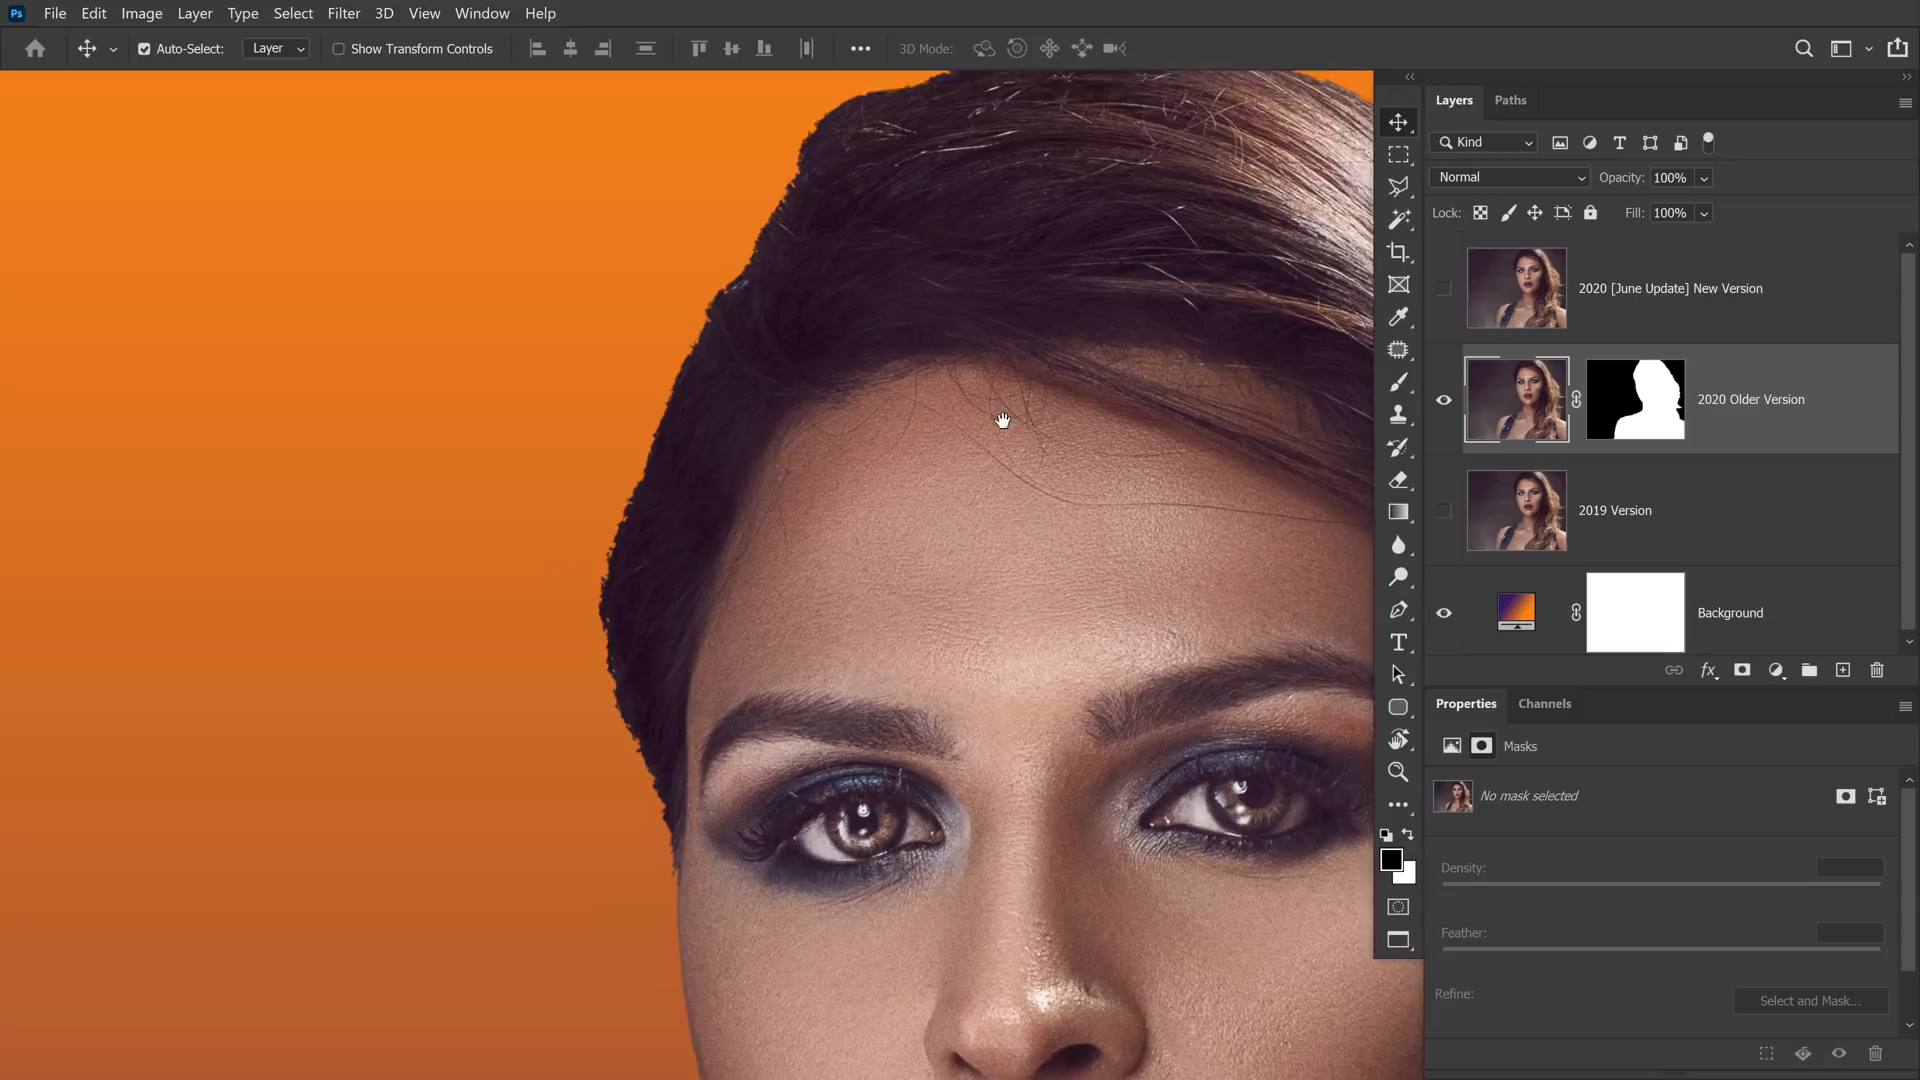 Ps File Edit Image Layer Type Select Filter 3D View Window Help
Auto-Select: Layer Show Transform Controls 3D Mode:
Layers Paths
Kind
Normal Opacity: 100%
Lock: Fill: 100%
2020 [June Update] New Version
2020 Older Version
2019 Version
Background
fx
Properties Channels
Masks
No mask selected
Density:
Feather:
Refine:
Select and Mask...